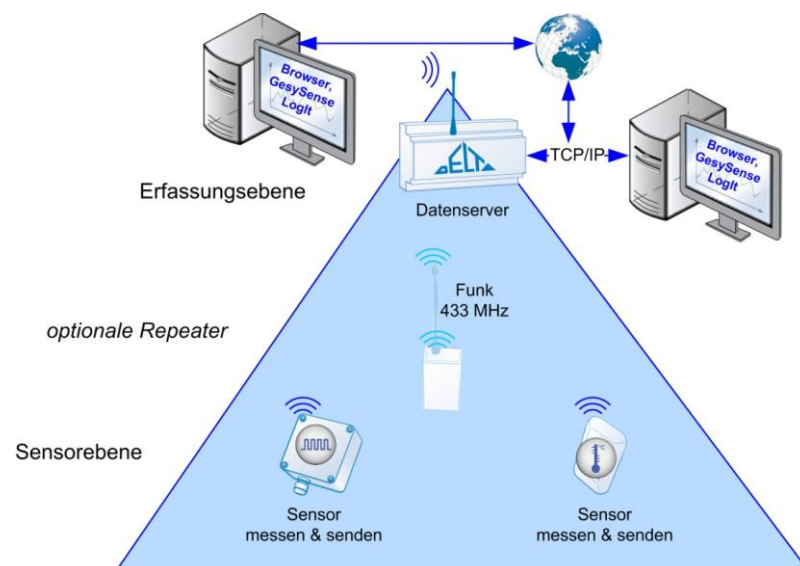 Browser,
GesySense
LogIt
Browser,
GesySense
LogIt
TCP/IP
Erfassungsebene
DELTA
Datenserver
Funk
433 MHz
optionale Repeater
Sensorebene
°C
Sensor
messen & senden
Sensor
messen & senden